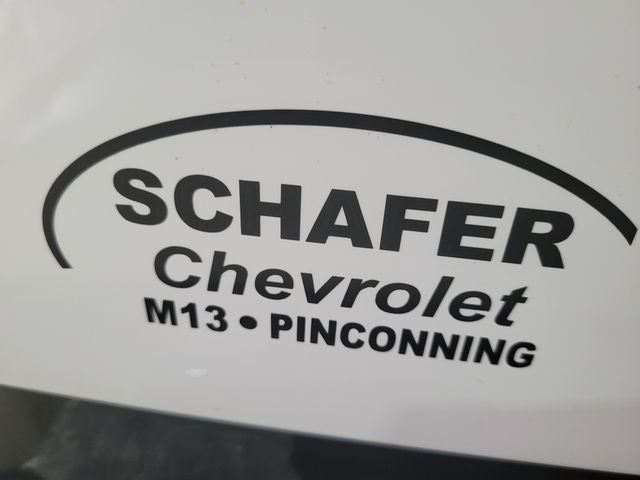 SCHAFER
Chevrolet
M13 • PINCONNING